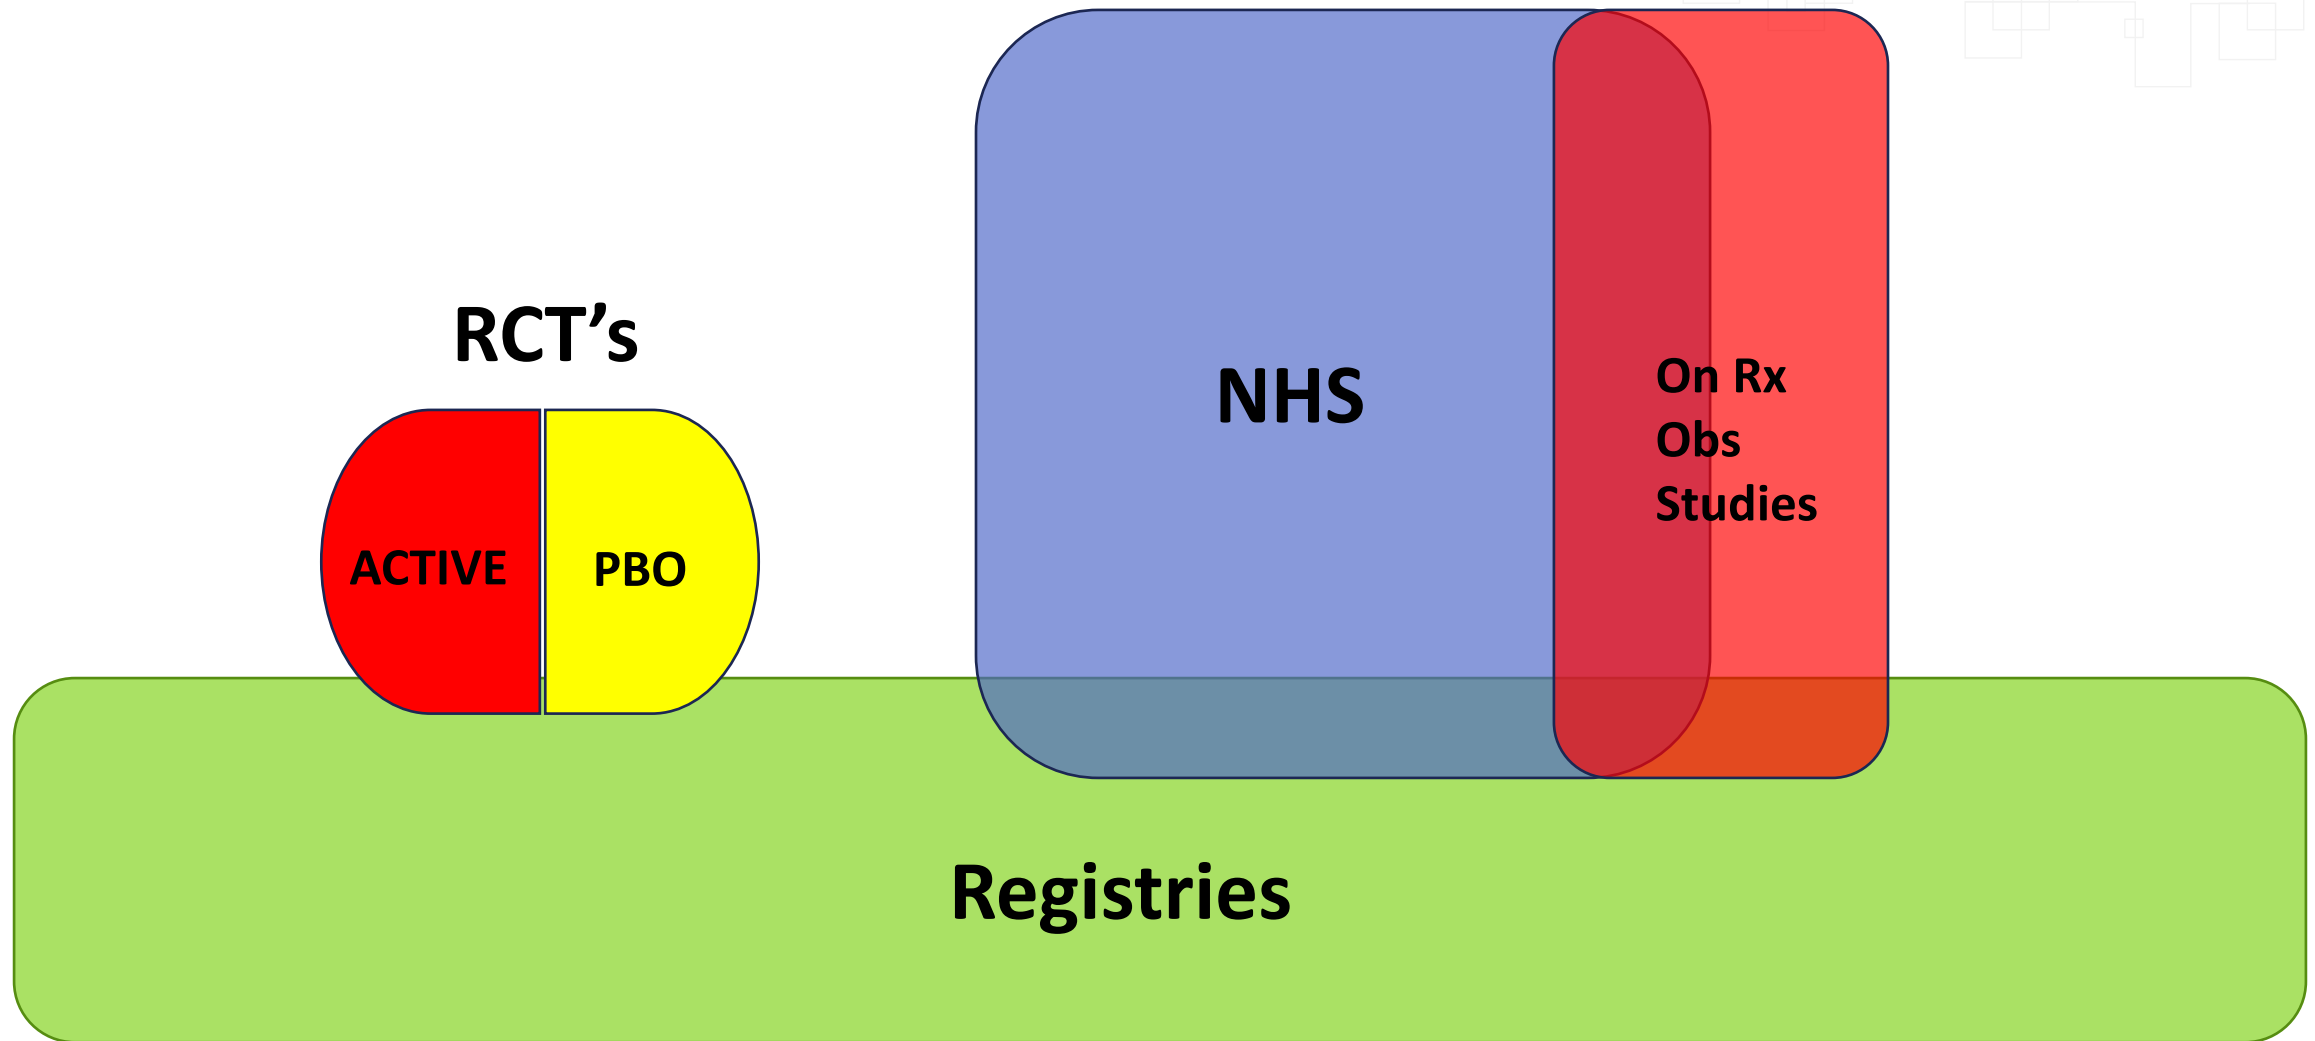 RCT’s
ACTIVE
PBO
NHS
On Rx
Obs
Studies
Registries